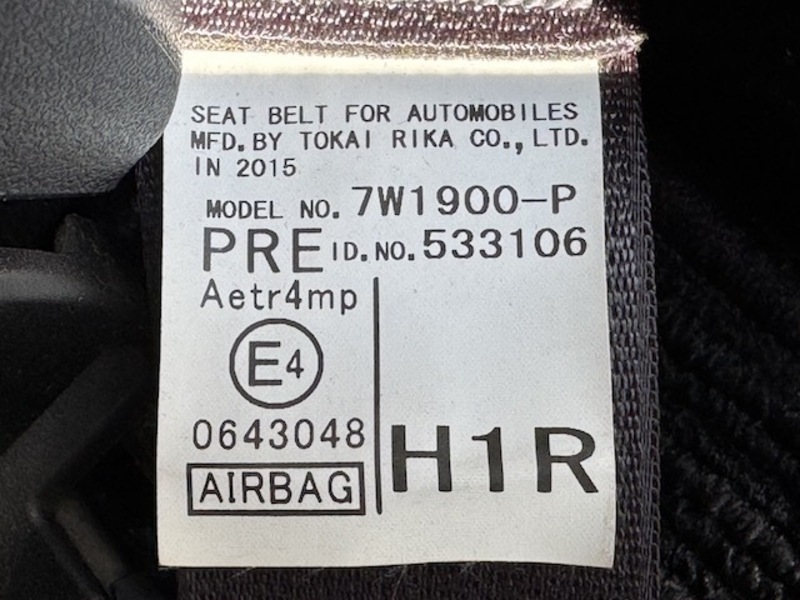 SEAT BELT FOR AUTOMOBILES
MFD. BY TOKAI RIKA CO., LTD.
IN 2015
MODEL NO. 7W1900-P
PRE ID. NO. 533106
Aetr4mp
E4
0643048
AIRBAG
H1R